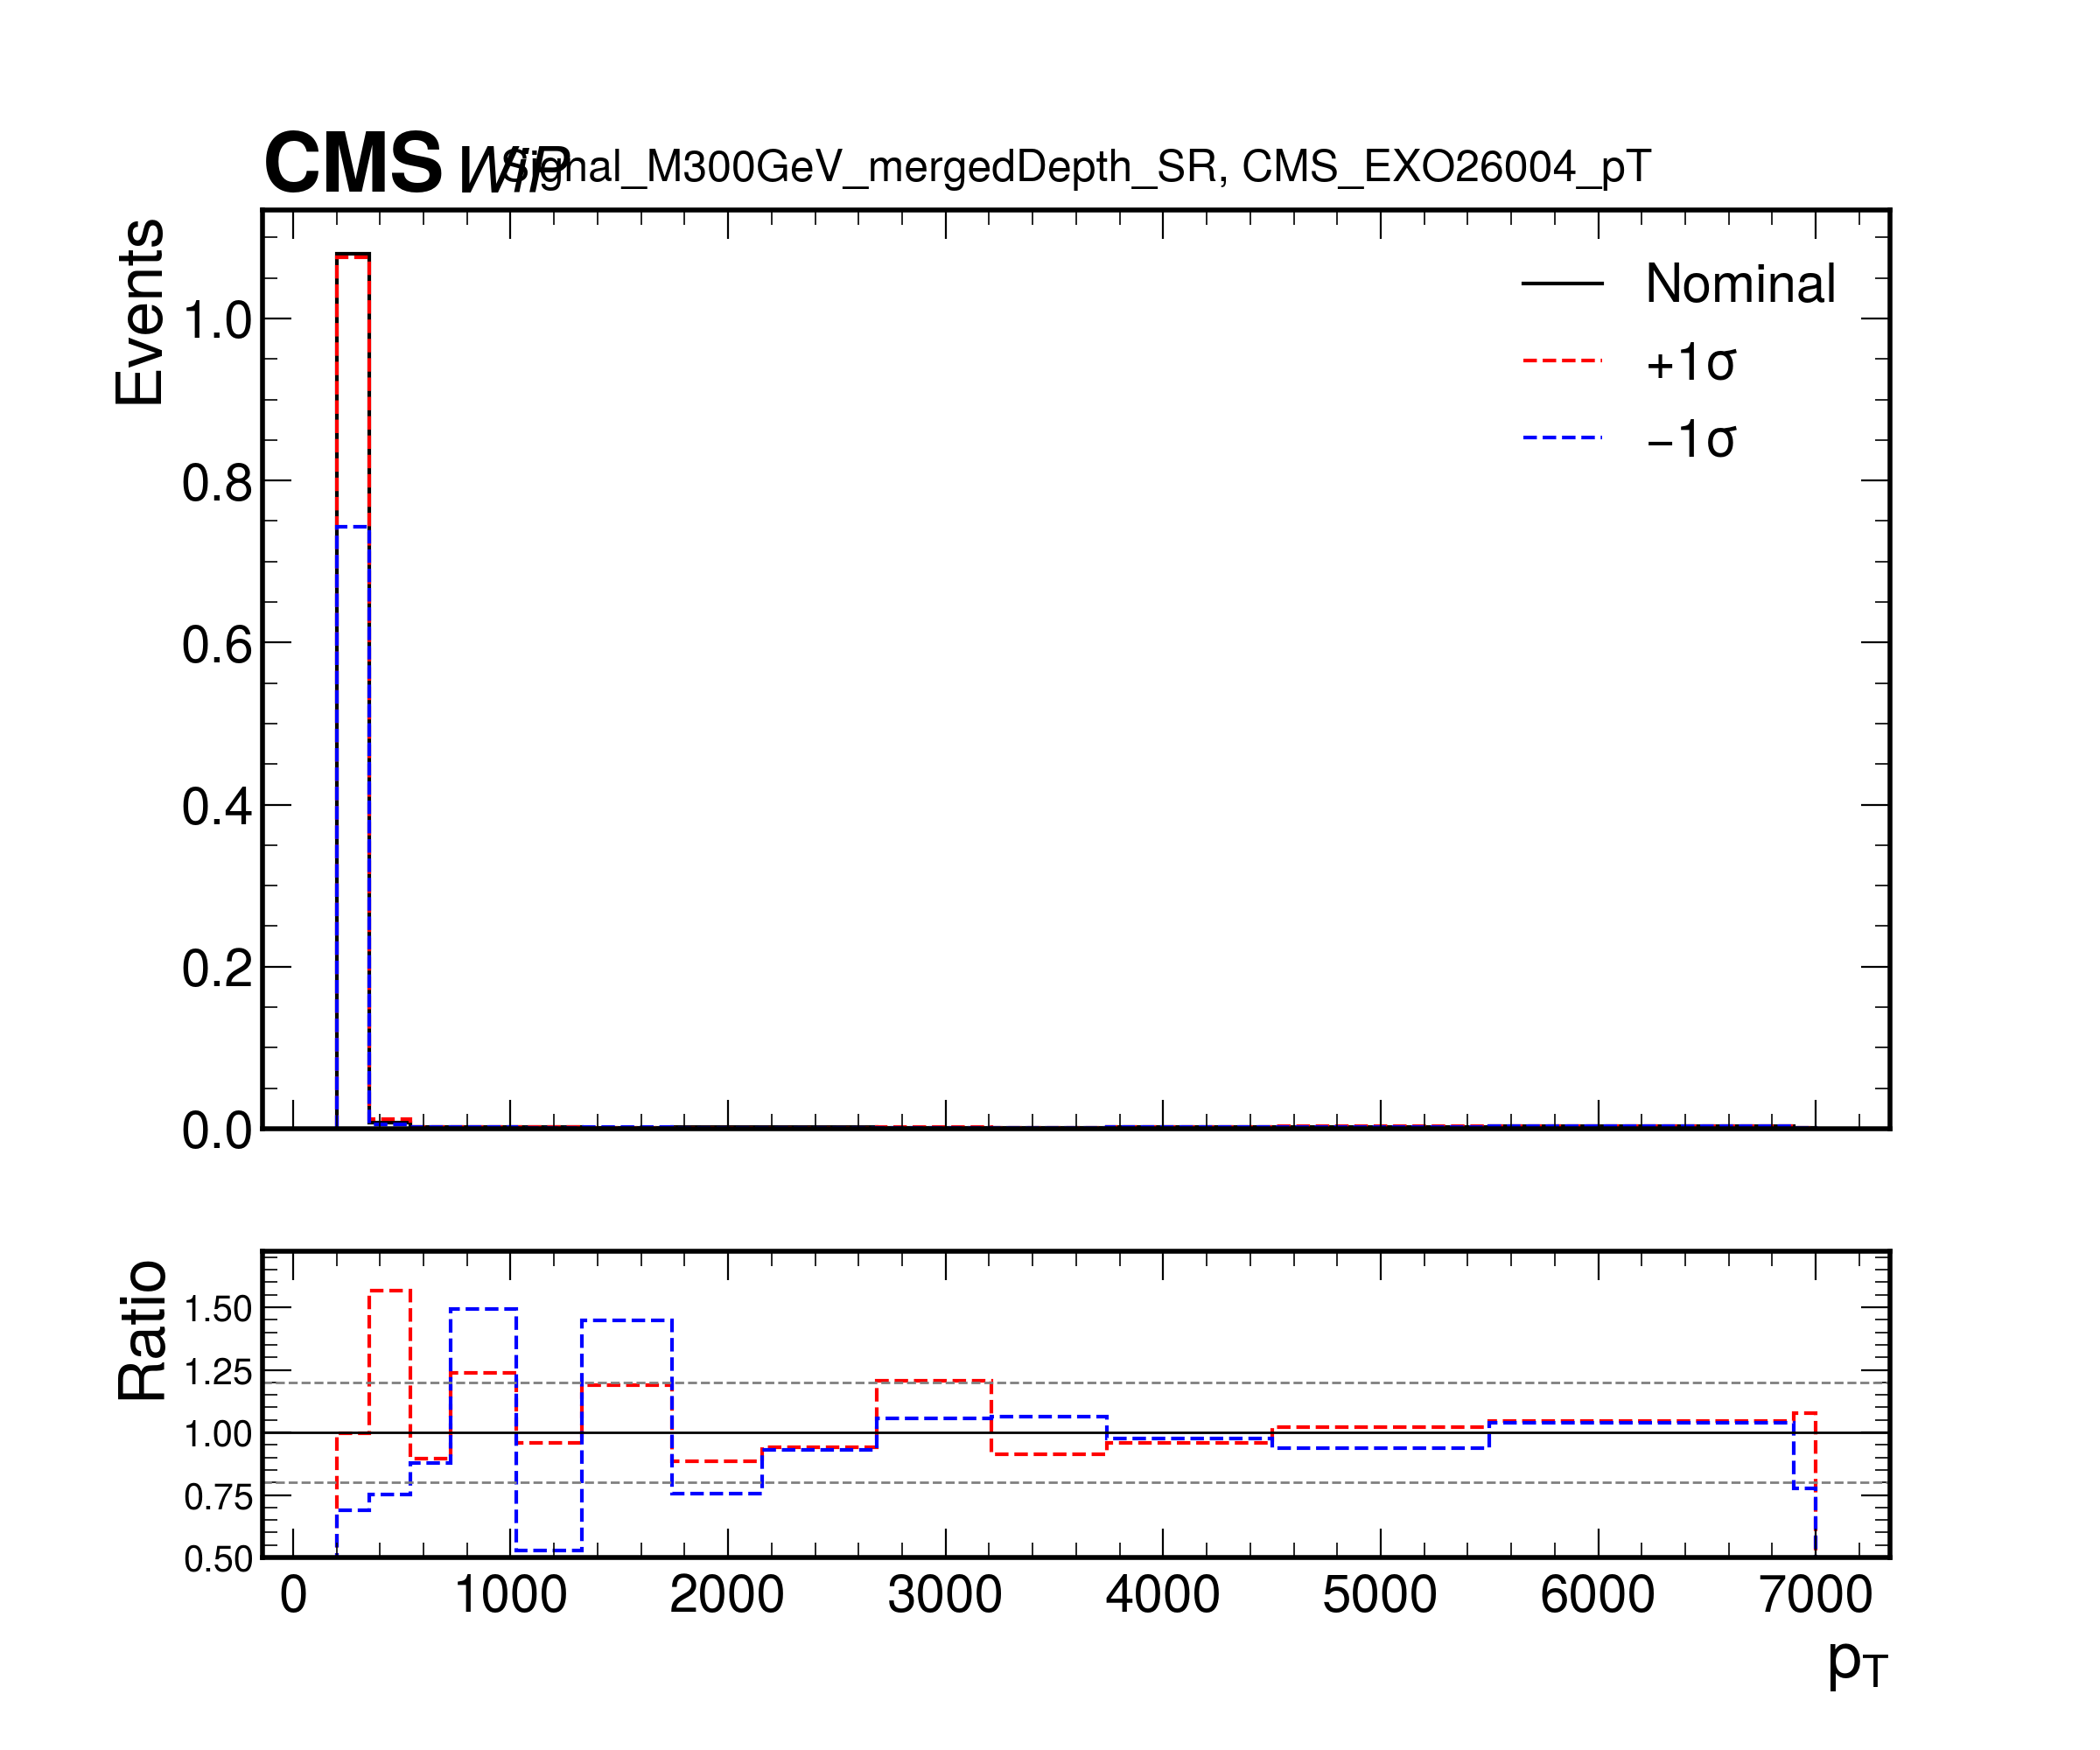 CMS WiP Signal_M300GeV_mergedDepth_SR, CMS_EXO26004_pT
Events
1.0
0.8
0.6
0.4
0.2
0.0
Nominal
+1σ
−1σ
Ratio
1.50
1.25
1.00
0.75
0.50
0 1000 2000 3000 4000 5000 6000 7000
pT